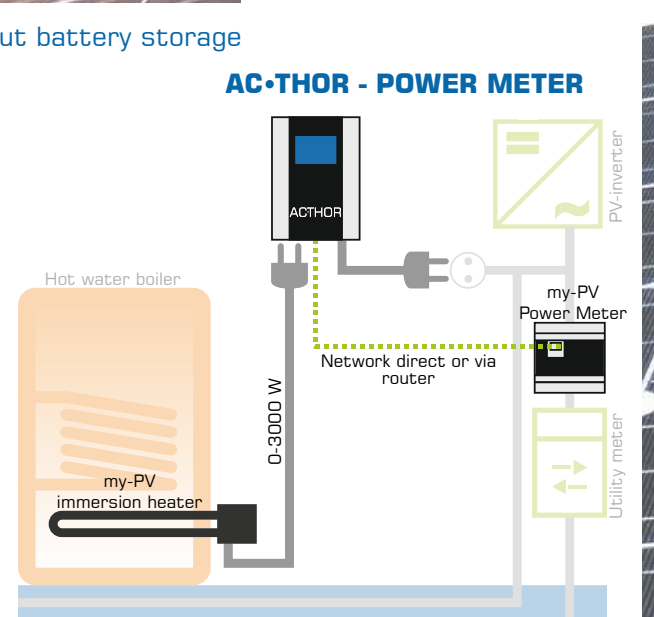 ut battery storage
AC•THOR - POWER METER
PV-inverter
ACTHOR
Hot water boiler
my-PV
Power Meter
Network direct or via
router
0-3000 W
Utility meter
my-PV
immersion heater